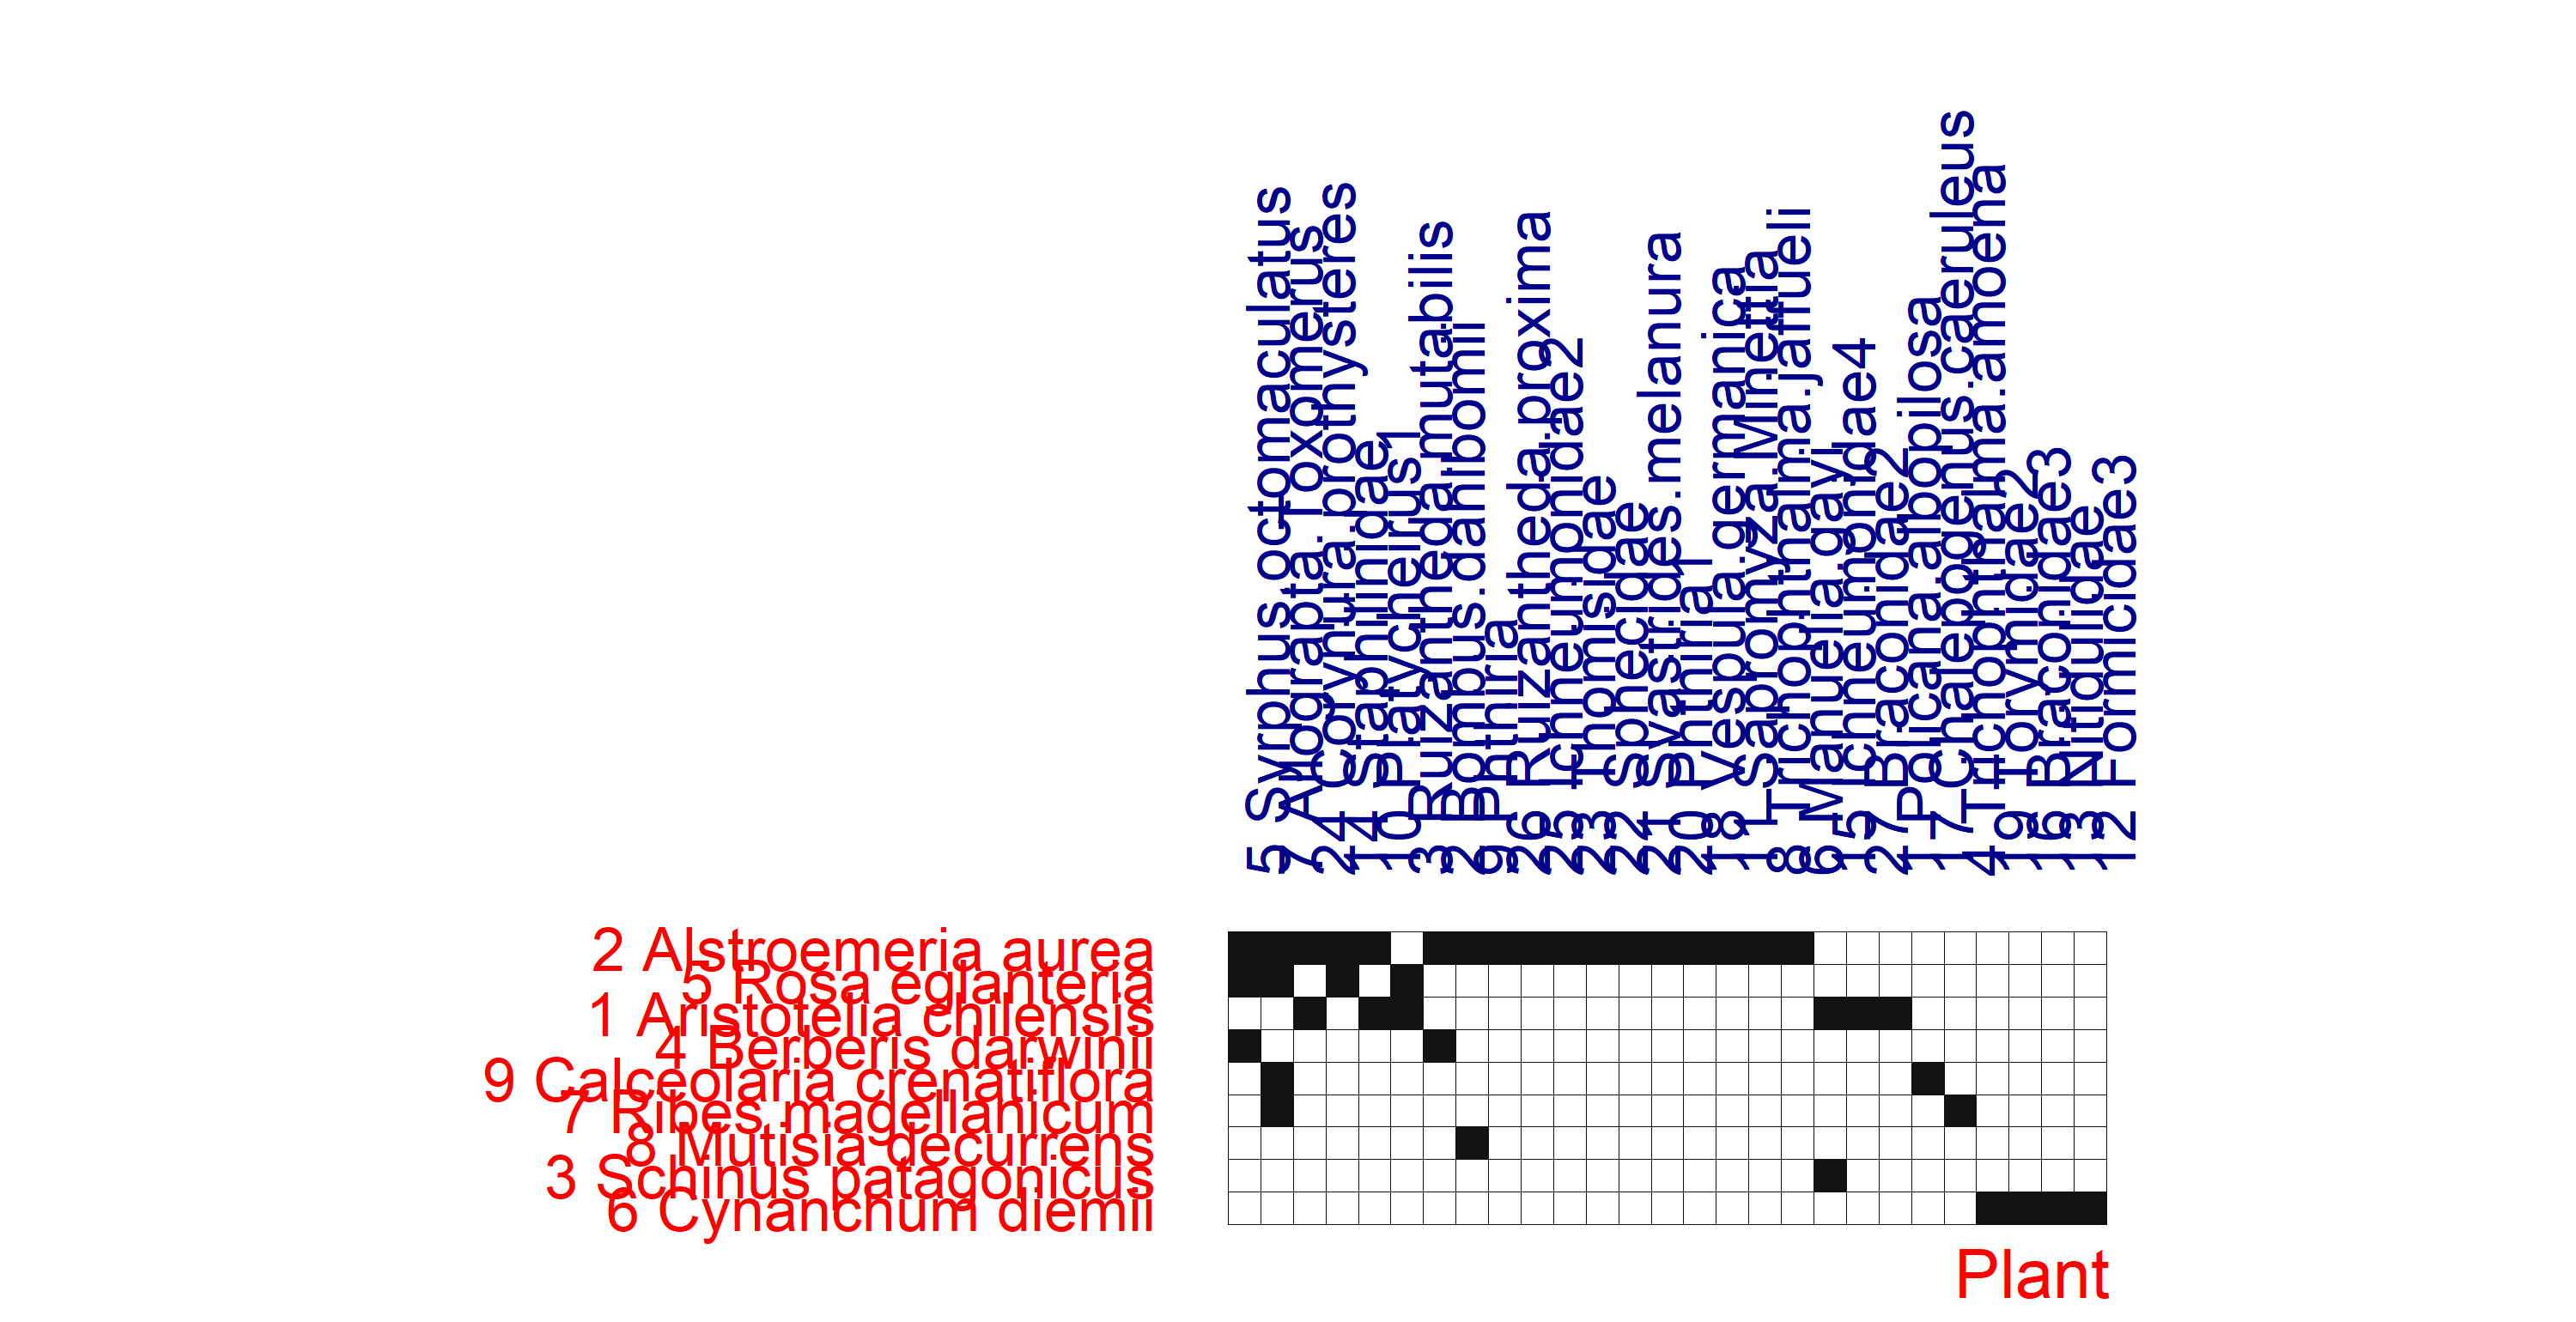 5 Syrphus.octomaculatus
7 Allograpta.Toxomerus
24 Corynura.prothysteres
14 Staphilinidae
10 Platycheirus1
3 Ruizantheda.mutabilis
2 Bombus.dahlbomii
9 Phthiria
26 Ruizantheda.proxima
25 Ichneumonidae2
23 Thomisidae
22 Sphecidae
21 Svastrides.melanura
20 Phthiria1
18 Vespula.germanica
11 Sapromyza.Minettia
8 Trichophthalma.jaffueli
6 Manuelia.gayi
15 Ichneumonidae4
27 Braconidae2
1 Policana.albopilosa
17 Chalepogenus.caeruleus
4 Trichophthalma.amoena
19
16 Braconidae3
13 Nitidulidae
12 Formicidae3
2 Alstroemeria aurea
5 Rosa eglanteria
1 Aristotelia chilensis
4 Berberis darwinii
9 Calceolaria crenatiflora
7 Ribes magellanicum
8 Mutisia decurrens
3 Schinus patagonicus
6 Cynanchum diemii
Plant